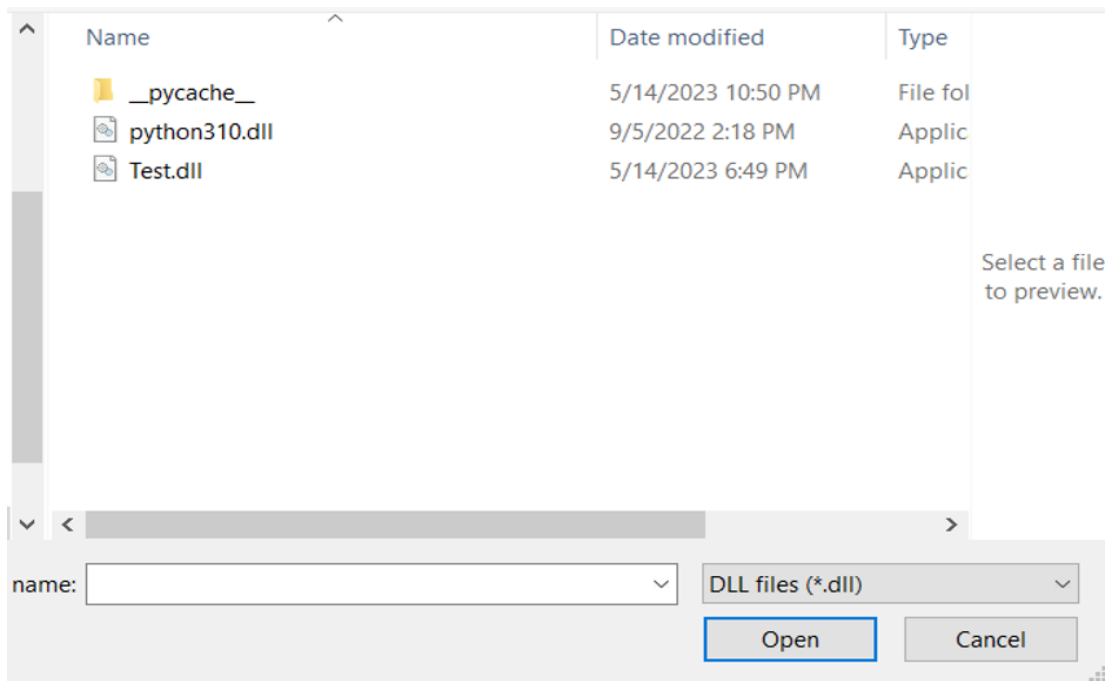 Name Date modified Type
__pycache__ 5/14/2023 10:50 PM File fol
python310.dll 9/5/2022 2:18 PM Applic
Test.dll 5/14/2023 6:49 PM Applic
Select a file
to preview.
name: DLL files (*.dll)
Open Cancel